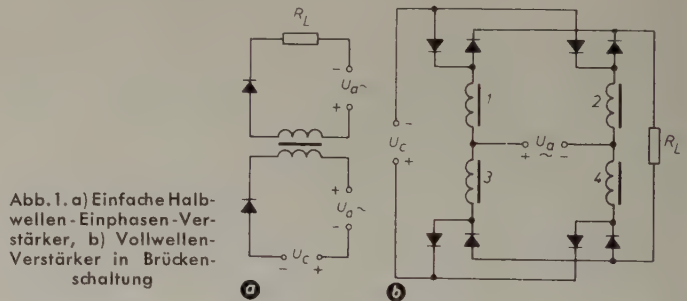 Abb. 1. a) Einfache Halb-
wellen-Einphasen-Ver-
stärker, b) Vollwellen-
Verstärker in Brücken-
schaltung
R_L
-
U_a~
+
+
U_a~
-
U_c
- +
a
-
U_c
+
1
2
U_a
+ ~ -
3
4
R_L
b